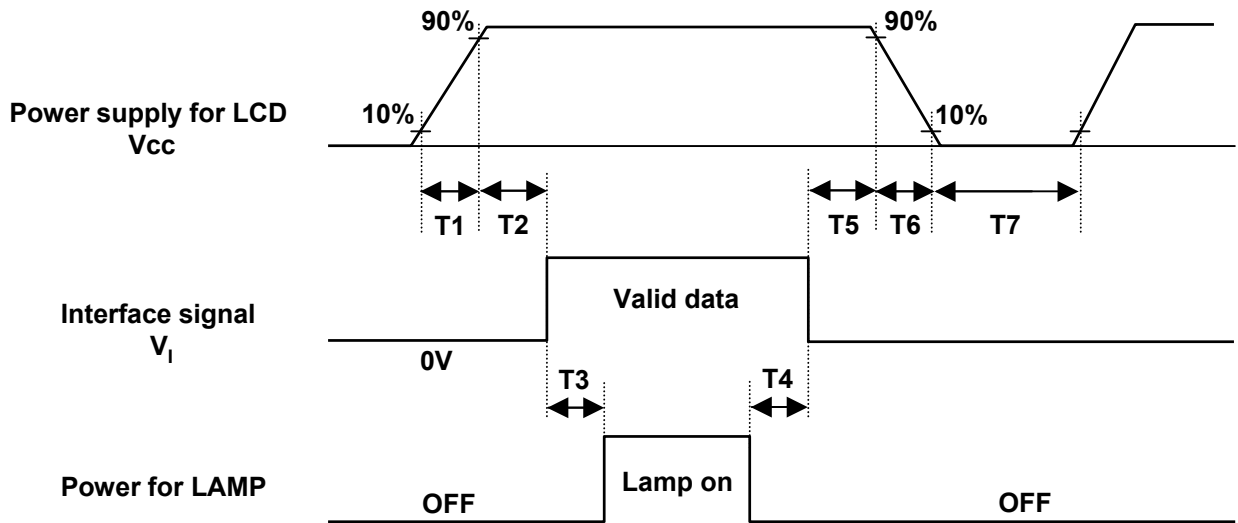 90%
90%
Power supply for LCD
Vcc
10%
10%
T1
T2
T5
T6
T7
Interface signal
VI
Valid data
0V
T3
T4
Power for LAMP
OFF
Lamp on
OFF